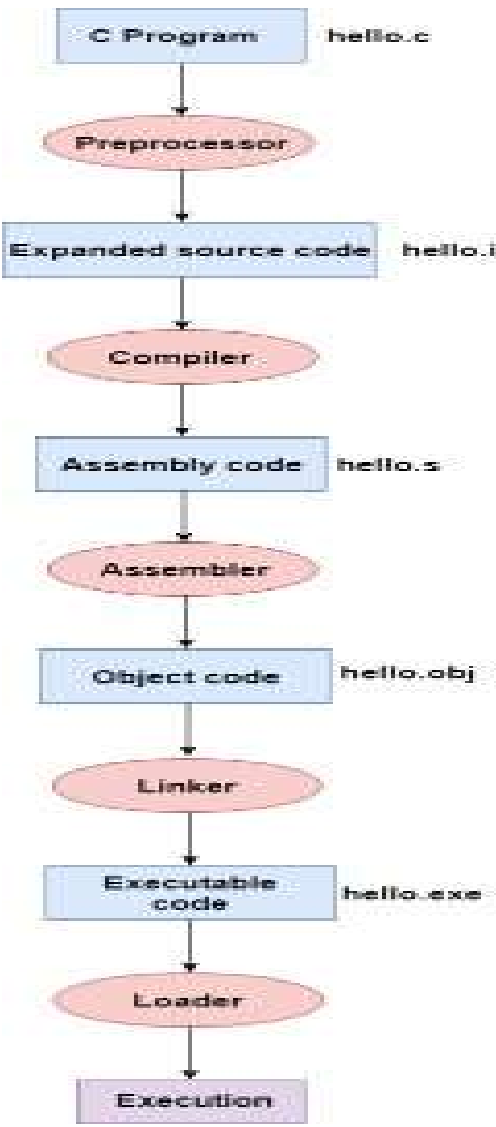 C Program hello.c
Preprocessor
Expanded source code hello.i
Compiler
Assembly code hello.s
Assembler
Object code hello.obj
Linker
Executable
code hello.exe
Loader
Execution